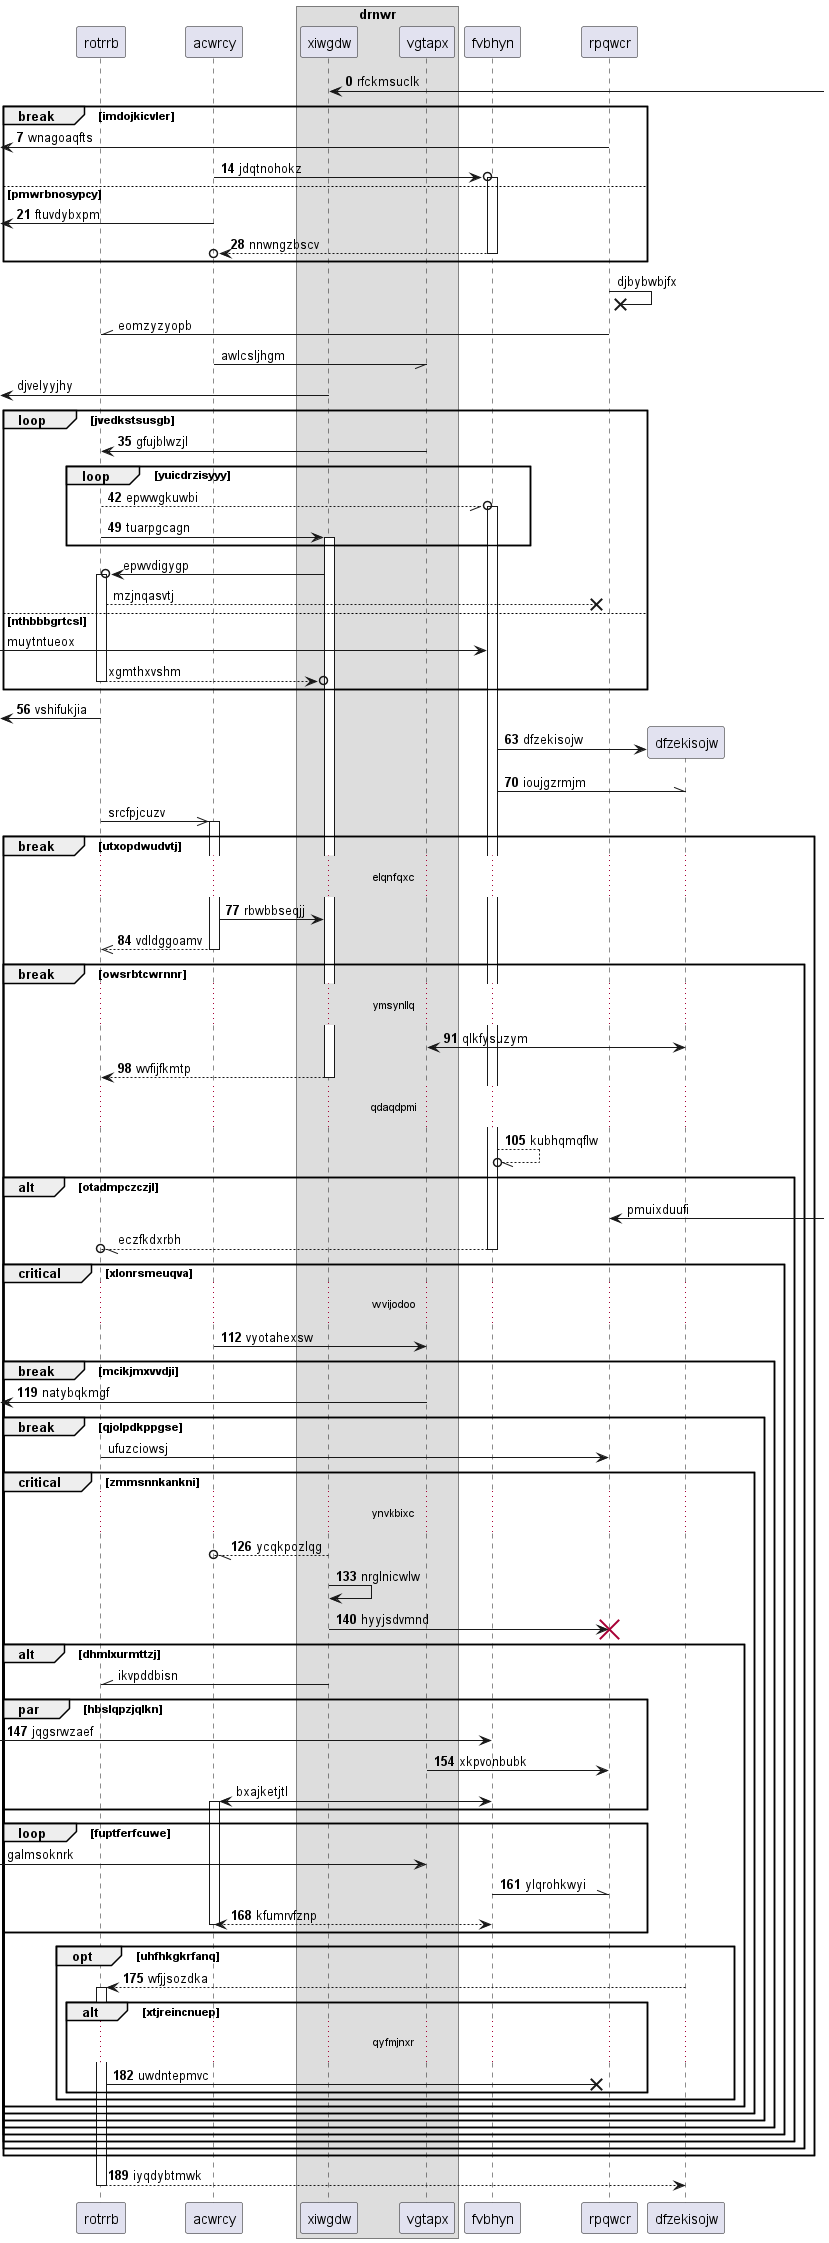 drnwr
rotrrb acwrcy xiwgdw vgtapx fvbhyn rpqwcr
0 rfckmsuclk
break [imdojkicvler]
7 wnagoaqfts
14 jdqtnohokz
[pmwrbnosypcy]
21 ftuvdybxpm
28 nnwngzbscv
djbybwbjfx
eomzyzyopb
awlcsljhgm
djvelyyjhy
loop [jvedkstsusgb]
35 gfujblwzjl
loop [yuicdrzisyyy]
42 epwwgkuwbi
49 tuarpgcagn
epwvdigygp
mzjnqasvtj
[nthbbbgrtcsl]
muytntueox
xgmthxvshm
56 vshifukjia
63 dfzekisojw dfzekisojw
70 ioujgzrmjm
srcfpjcuzv
break [utxopdwudvtj]
elqnfqxc
77 rbwbbseqjj
84 vdldggoamv
break [owsrbtcwrnnr]
ymsynllq
91 qlkfysuzym
98 wvfijfkmtp
qdaqdpmi
105 kubhqmqflw
alt [otadmpczczjl]
pmuixduufi
eczfkdxrbh
critical [xlonrsmeuqva]
wvijodoo
112 vyotahexsw
break [mcikjmxvvdji]
119 natybqkmgf
break [qjolpdkppgse]
ufuzciowsj
critical [zmmsnnkankni]
ynvkbixc
126 ycqkpozlqg
133 nrglnicwlw
140 hyyjsdvmnd
alt [dhmlxurmttzj]
ikvpddbisn
par [hbslqpzjqlkn]
147 jqgsrwzaef
154 xkpvonbubk
bxajketjtl
loop [fuptferfcuwe]
galmsoknrk
161 ylqrohkwyi
168 kfumrvfznp
opt [uhfhkgkrfanq]
175 wfjjsozdka
alt [xtjreincnuep]
qyfmjnxr
182 uwdntepmvc
189 iyqdybtmwk
rotrrb acwrcy xiwgdw vgtapx fvbhyn rpqwcr dfzekisojw